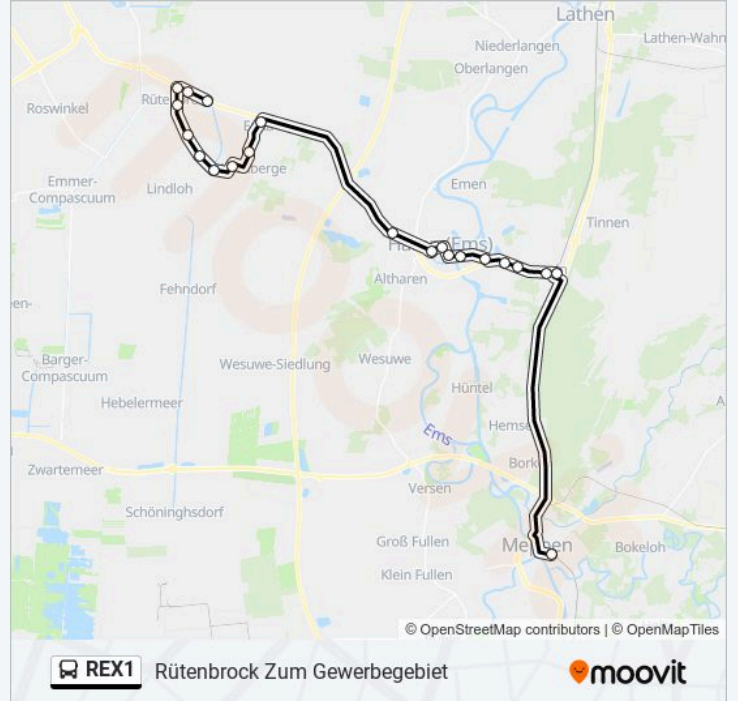 Lathen
Lathen-Wahn
Niederlangen
Oberlangen
Roswinkel
Emmer-
Compascuum
Lindloh
Emen
Tinnen
(Ems)
Altharen
Fehndorf
Barger-
Compascuum
Wesuwe-Siedlung
Wesuwe
Hüntel
Hebelermeer
Ems
Zwartemeer
Versen
Schöninghsdorf
Groß Fullen
Bokeloh
Klein Fullen
© OpenStreetMap contributors | © OpenMapTiles
REX1 Rütenbrock Zum Gewerbegebiet moovit